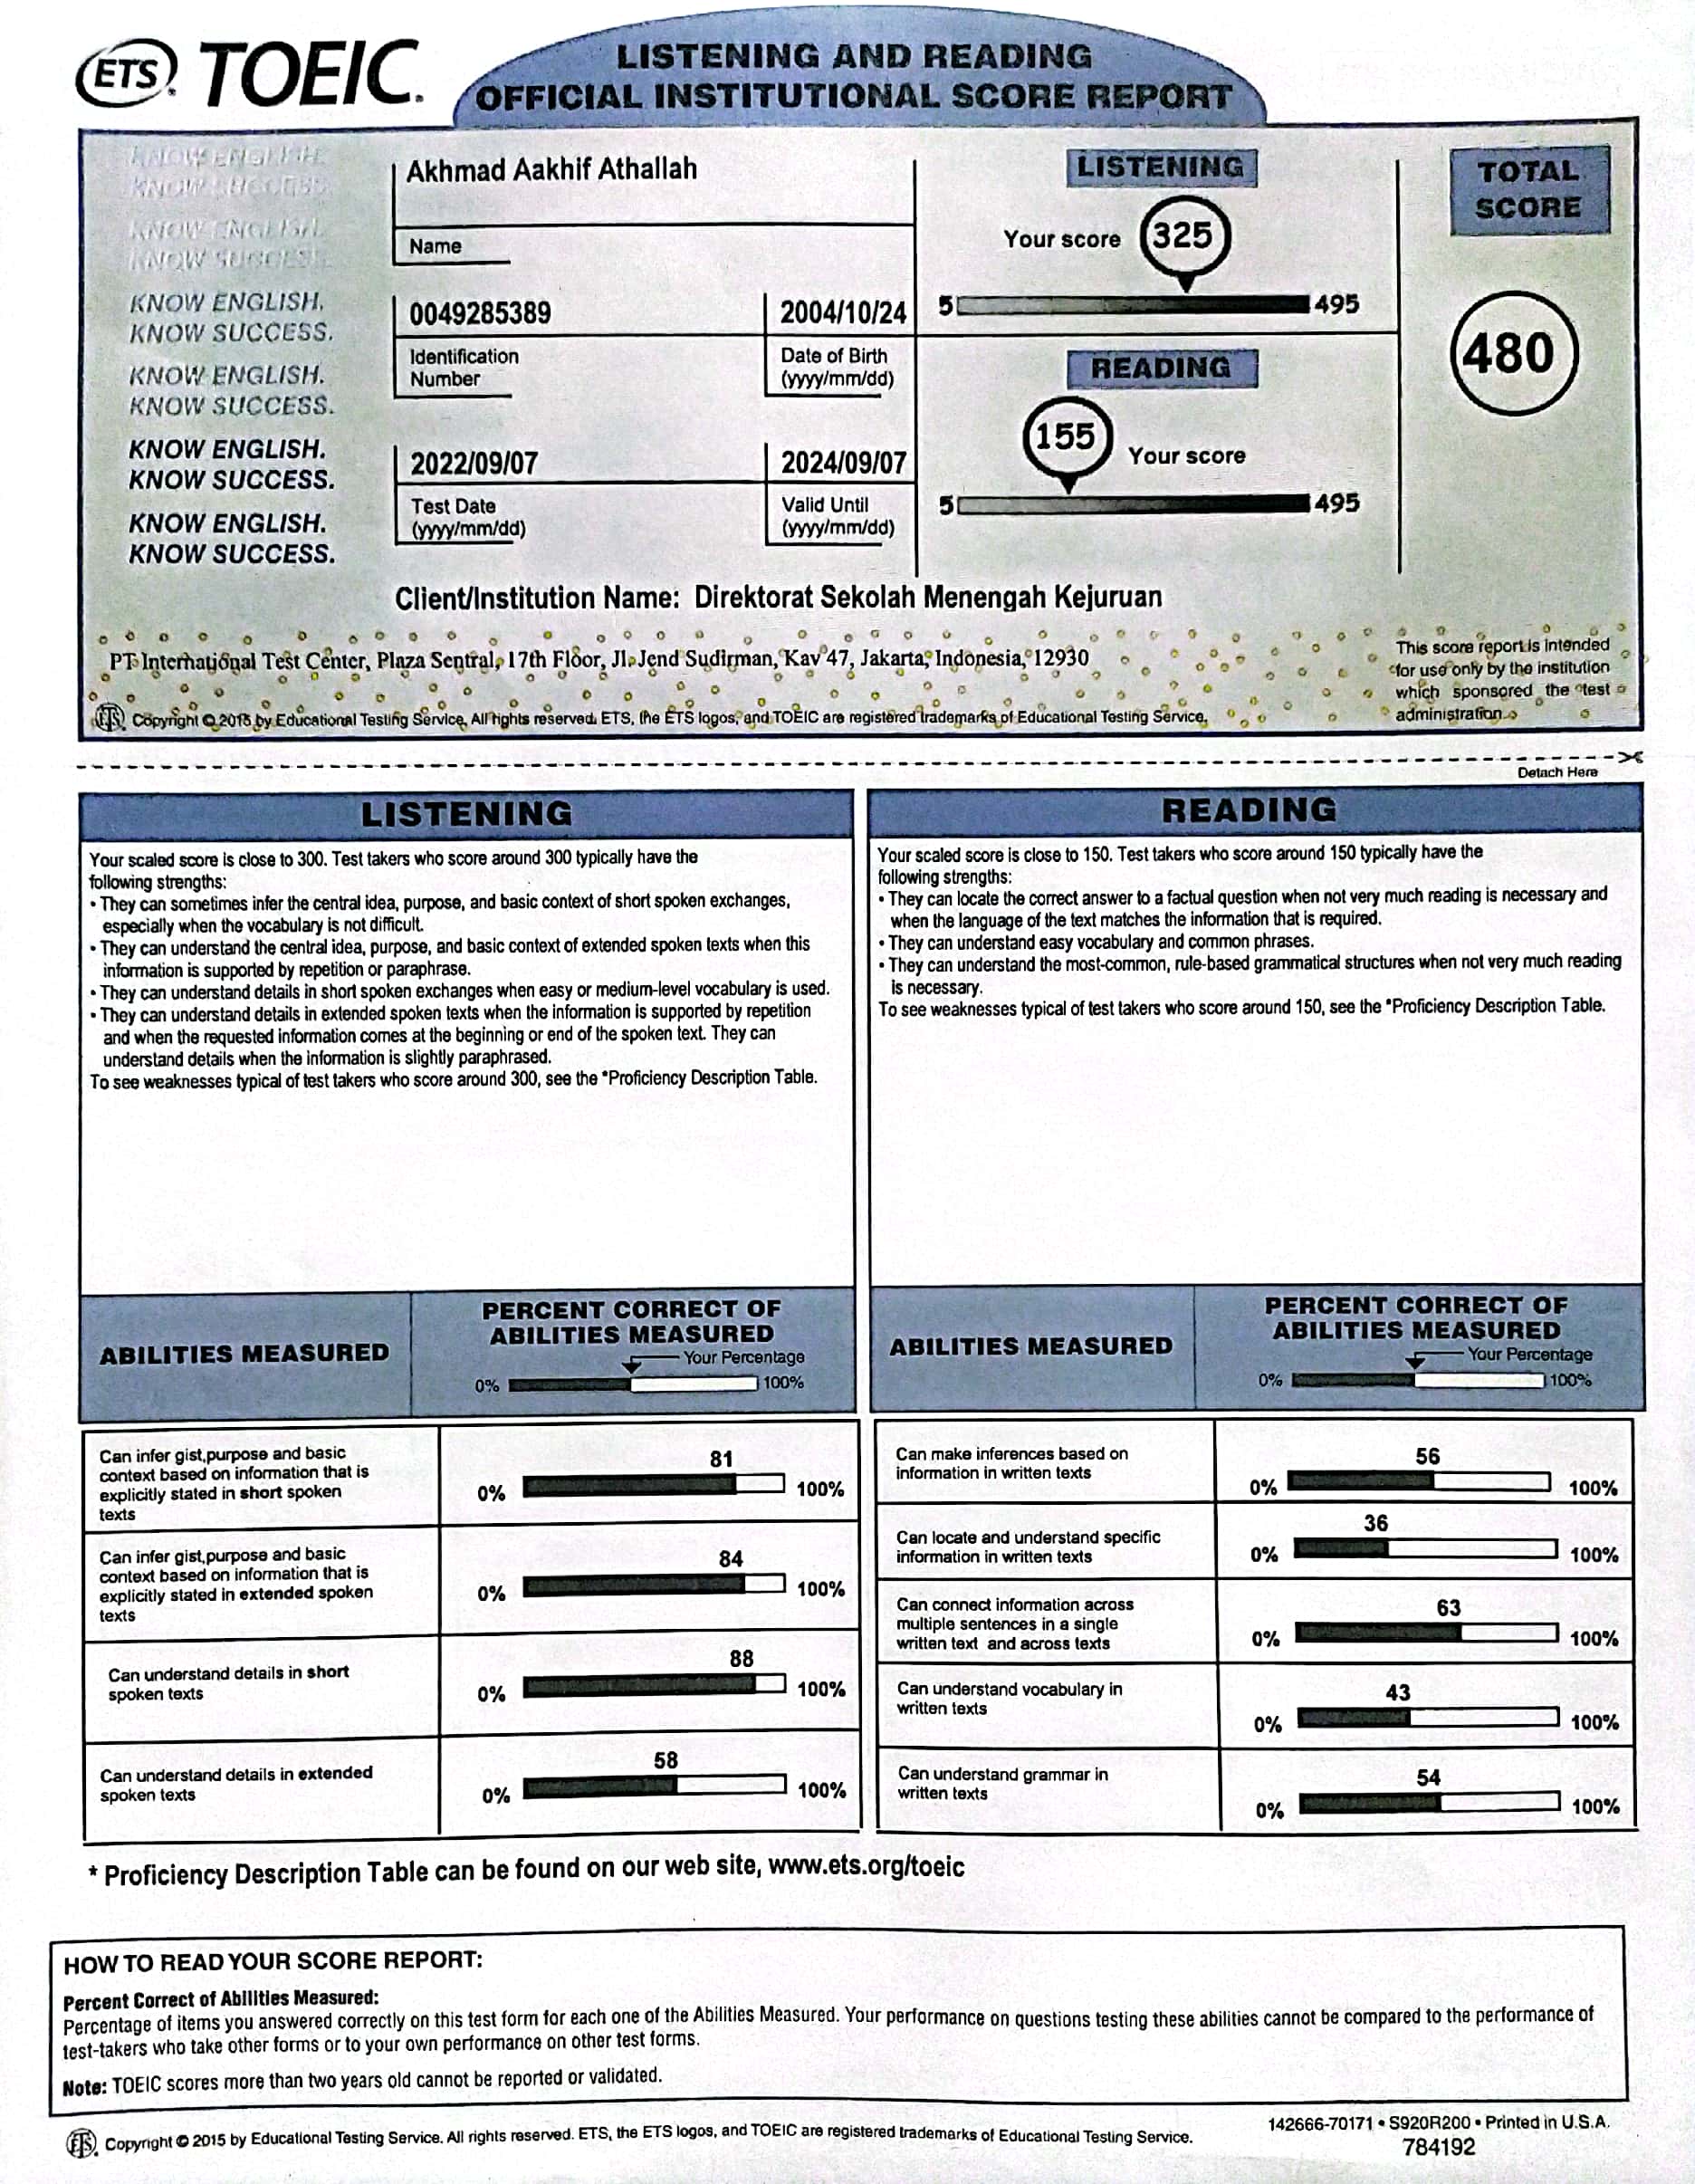 ETS® TOEIC®
LISTENING AND READING
OFFICIAL INSTITUTIONAL SCORE REPORT
KNOW ENGLISH.
KNOW SUCCESS.
KNOW ENGLISH.
KNOW SUCCESS.
KNOW ENGLISH.
KNOW SUCCESS.
KNOW ENGLISH.
KNOW SUCCESS.
KNOW ENGLISH.
KNOW SUCCESS.
KNOW ENGLISH.
KNOW SUCCESS.
Akhmad Aakhif Athallah
Name
0049285389
Identification
Number
2004/10/24
Date of Birth
(yyyy/mm/dd)
2022/09/07
Test Date
(yyyy/mm/dd)
2024/09/07
Valid Until
(yyyy/mm/dd)
LISTENING
Your score 325
5 495
READING
155 Your score
5 495
TOTAL
SCORE
480
Client/Institution Name: Direktorat Sekolah Menengah Kejuruan
PT International Test Center, Plaza Sentral, 17th Floor, Jl. Jend Sudirman, Kav 47, Jakarta, Indonesia, 12930
ETS Copyright © 2015 by Educational Testing Service. All rights reserved. ETS, the ETS logos, and TOEIC are registered trademarks of Educational Testing Service.
This score report is intended
for use only by the institution
which sponsored the test
administration.
Detach Here
LISTENING
Your scaled score is close to 300. Test takers who score around 300 typically have the
following strengths:
• They can sometimes infer the central idea, purpose, and basic context of short spoken exchanges,
especially when the vocabulary is not difficult.
• They can understand the central idea, purpose, and basic context of extended spoken texts when this
information is supported by repetition or paraphrase.
• They can understand details in short spoken exchanges when easy or medium-level vocabulary is used.
• They can understand details in extended spoken texts when the information is supported by repetition
and when the requested information comes at the beginning or end of the spoken text. They can
understand details when the information is slightly paraphrased.
To see weaknesses typical of test takers who score around 300, see the *Proficiency Description Table.
READING
Your scaled score is close to 150. Test takers who score around 150 typically have the
following strengths:
• They can locate the correct answer to a factual question when not very much reading is necessary and
when the language of the text matches the information that is required.
• They can understand easy vocabulary and common phrases.
• They can understand the most-common, rule-based grammatical structures when not very much reading
is necessary.
To see weaknesses typical of test takers who score around 150, see the *Proficiency Description Table.
ABILITIES MEASURED
PERCENT CORRECT OF
ABILITIES MEASURED
Your Percentage
0% 100%
Can infer gist,purpose and basic
context based on information that is
explicitly stated in short spoken
texts
81
0% 100%
Can infer gist,purpose and basic
context based on information that is
explicitly stated in extended spoken
texts
84
0% 100%
Can understand details in short
spoken texts
88
0% 100%
Can understand details in extended
spoken texts
58
0% 100%
ABILITIES MEASURED
PERCENT CORRECT OF
ABILITIES MEASURED
Your Percentage
0% 100%
Can make inferences based on
information in written texts
56
0% 100%
Can locate and understand specific
information in written texts
36
0% 100%
Can connect information across
multiple sentences in a single
written text and across texts
63
0% 100%
Can understand vocabulary in
written texts
43
0% 100%
Can understand grammar in
written texts
54
0% 100%
* Proficiency Description Table can be found on our web site, www.ets.org/toeic
HOW TO READ YOUR SCORE REPORT:
Percent Correct of Abilities Measured:
Percentage of items you answered correctly on this test form for each one of the Abilities Measured. Your performance on questions testing these abilities cannot be compared to the performance of
test-takers who take other forms or to your own performance on other test forms.
Note: TOEIC scores more than two years old cannot be reported or validated.
ETS. Copyright © 2015 by Educational Testing Service. All rights reserved. ETS, the ETS logos, and TOEIC are registered trademarks of Educational Testing Service.
142666-70171 • S920R200 • Printed in U.S.A.
784192